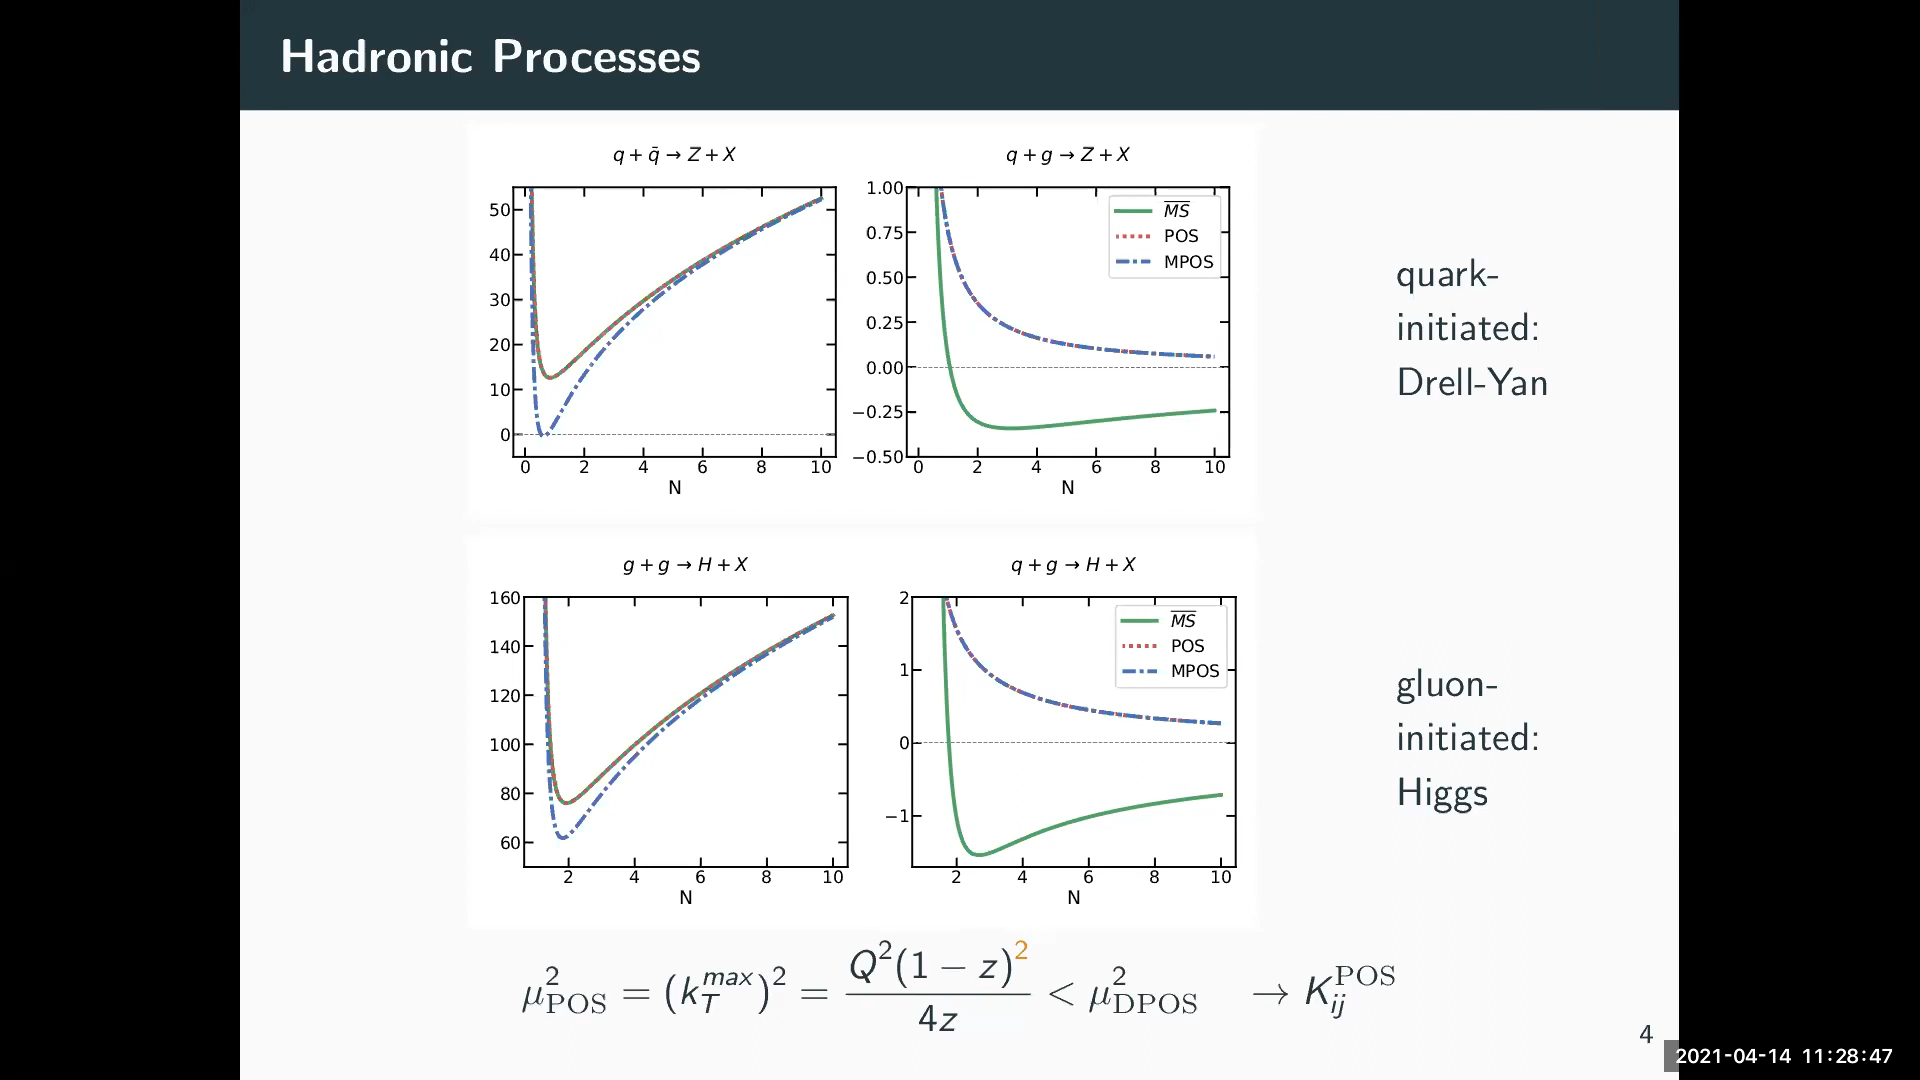 Hadronic Processes
q + q̄ → Z + X
q + g → Z + X
50
40
30
20
10
0
0 2 4 6 8 10
N
1.00
0.75
0.50
0.25
0.00
−0.25
−0.50
0 2 4 6 8 10
N
M̅S̅
POS
MPOS
quark-
initiated:
Drell-Yan
g + g → H + X
q + g → H + X
160
140
120
100
80
60
2 4 6 8 10
N
2
1
0
−1
2 4 6 8 10
N
M̅S̅
POS
MPOS
gluon-
initiated:
Higgs
μ²_POS = (k_T^max)² = Q²(1 − z)²/4z < μ²_DPOS → K_ij^POS
4
2021-04-14 11:28:47